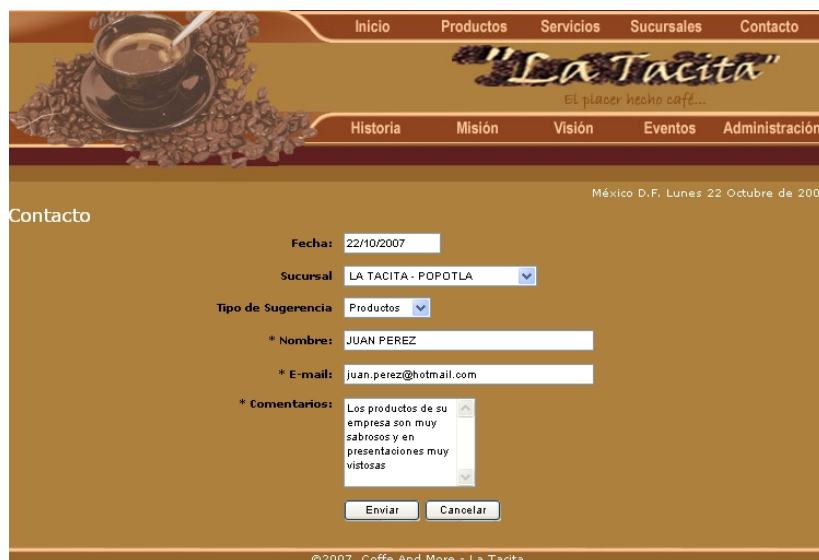 Inicio Productos Servicios Sucursales Contacto
"La Tacita"
El placer hecho café...
Historia Misión Visión Eventos Administración
México D.F. Lunes 22 Octubre de 200
Contacto
Fecha: 22/10/2007
Sucursal LA TACITA - POPOTLA
Tipo de Sugerencia Productos
* Nombre: JUAN PEREZ
* E-mail: juan.perez@hotmail.com
* Comentarios: Los productos de su
empresa son muy
sabrosos y en
presentaciones muy
vistosas
Enviar Cancelar
©2007 Coffe And More - La Tacita